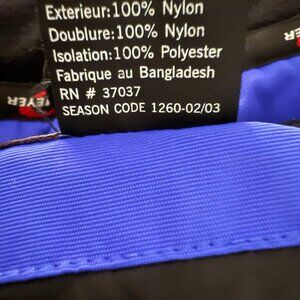 Exterieur:100% Nylon
Doublure:100% Nylon
Isolation:100% Polyester
Fabrique au Bangladesh
RN # 37037
SEASON CODE 1260-02/03